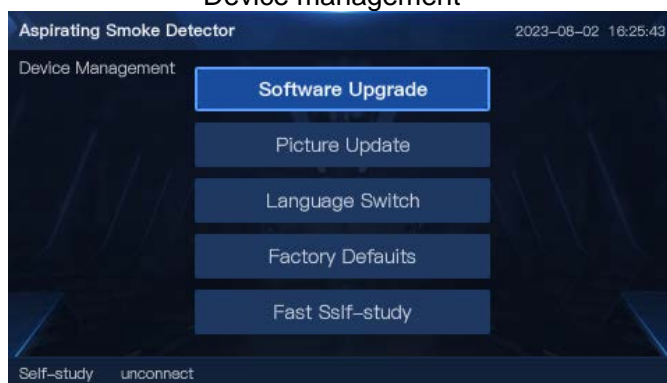 Device management
Aspirating Smoke Detector 2023-08-02 16:25:43
Device Management
Software Upgrade
Picture Update
Language Switch
Factory Defauits
Fast Sslf-study
Self-study unconnect